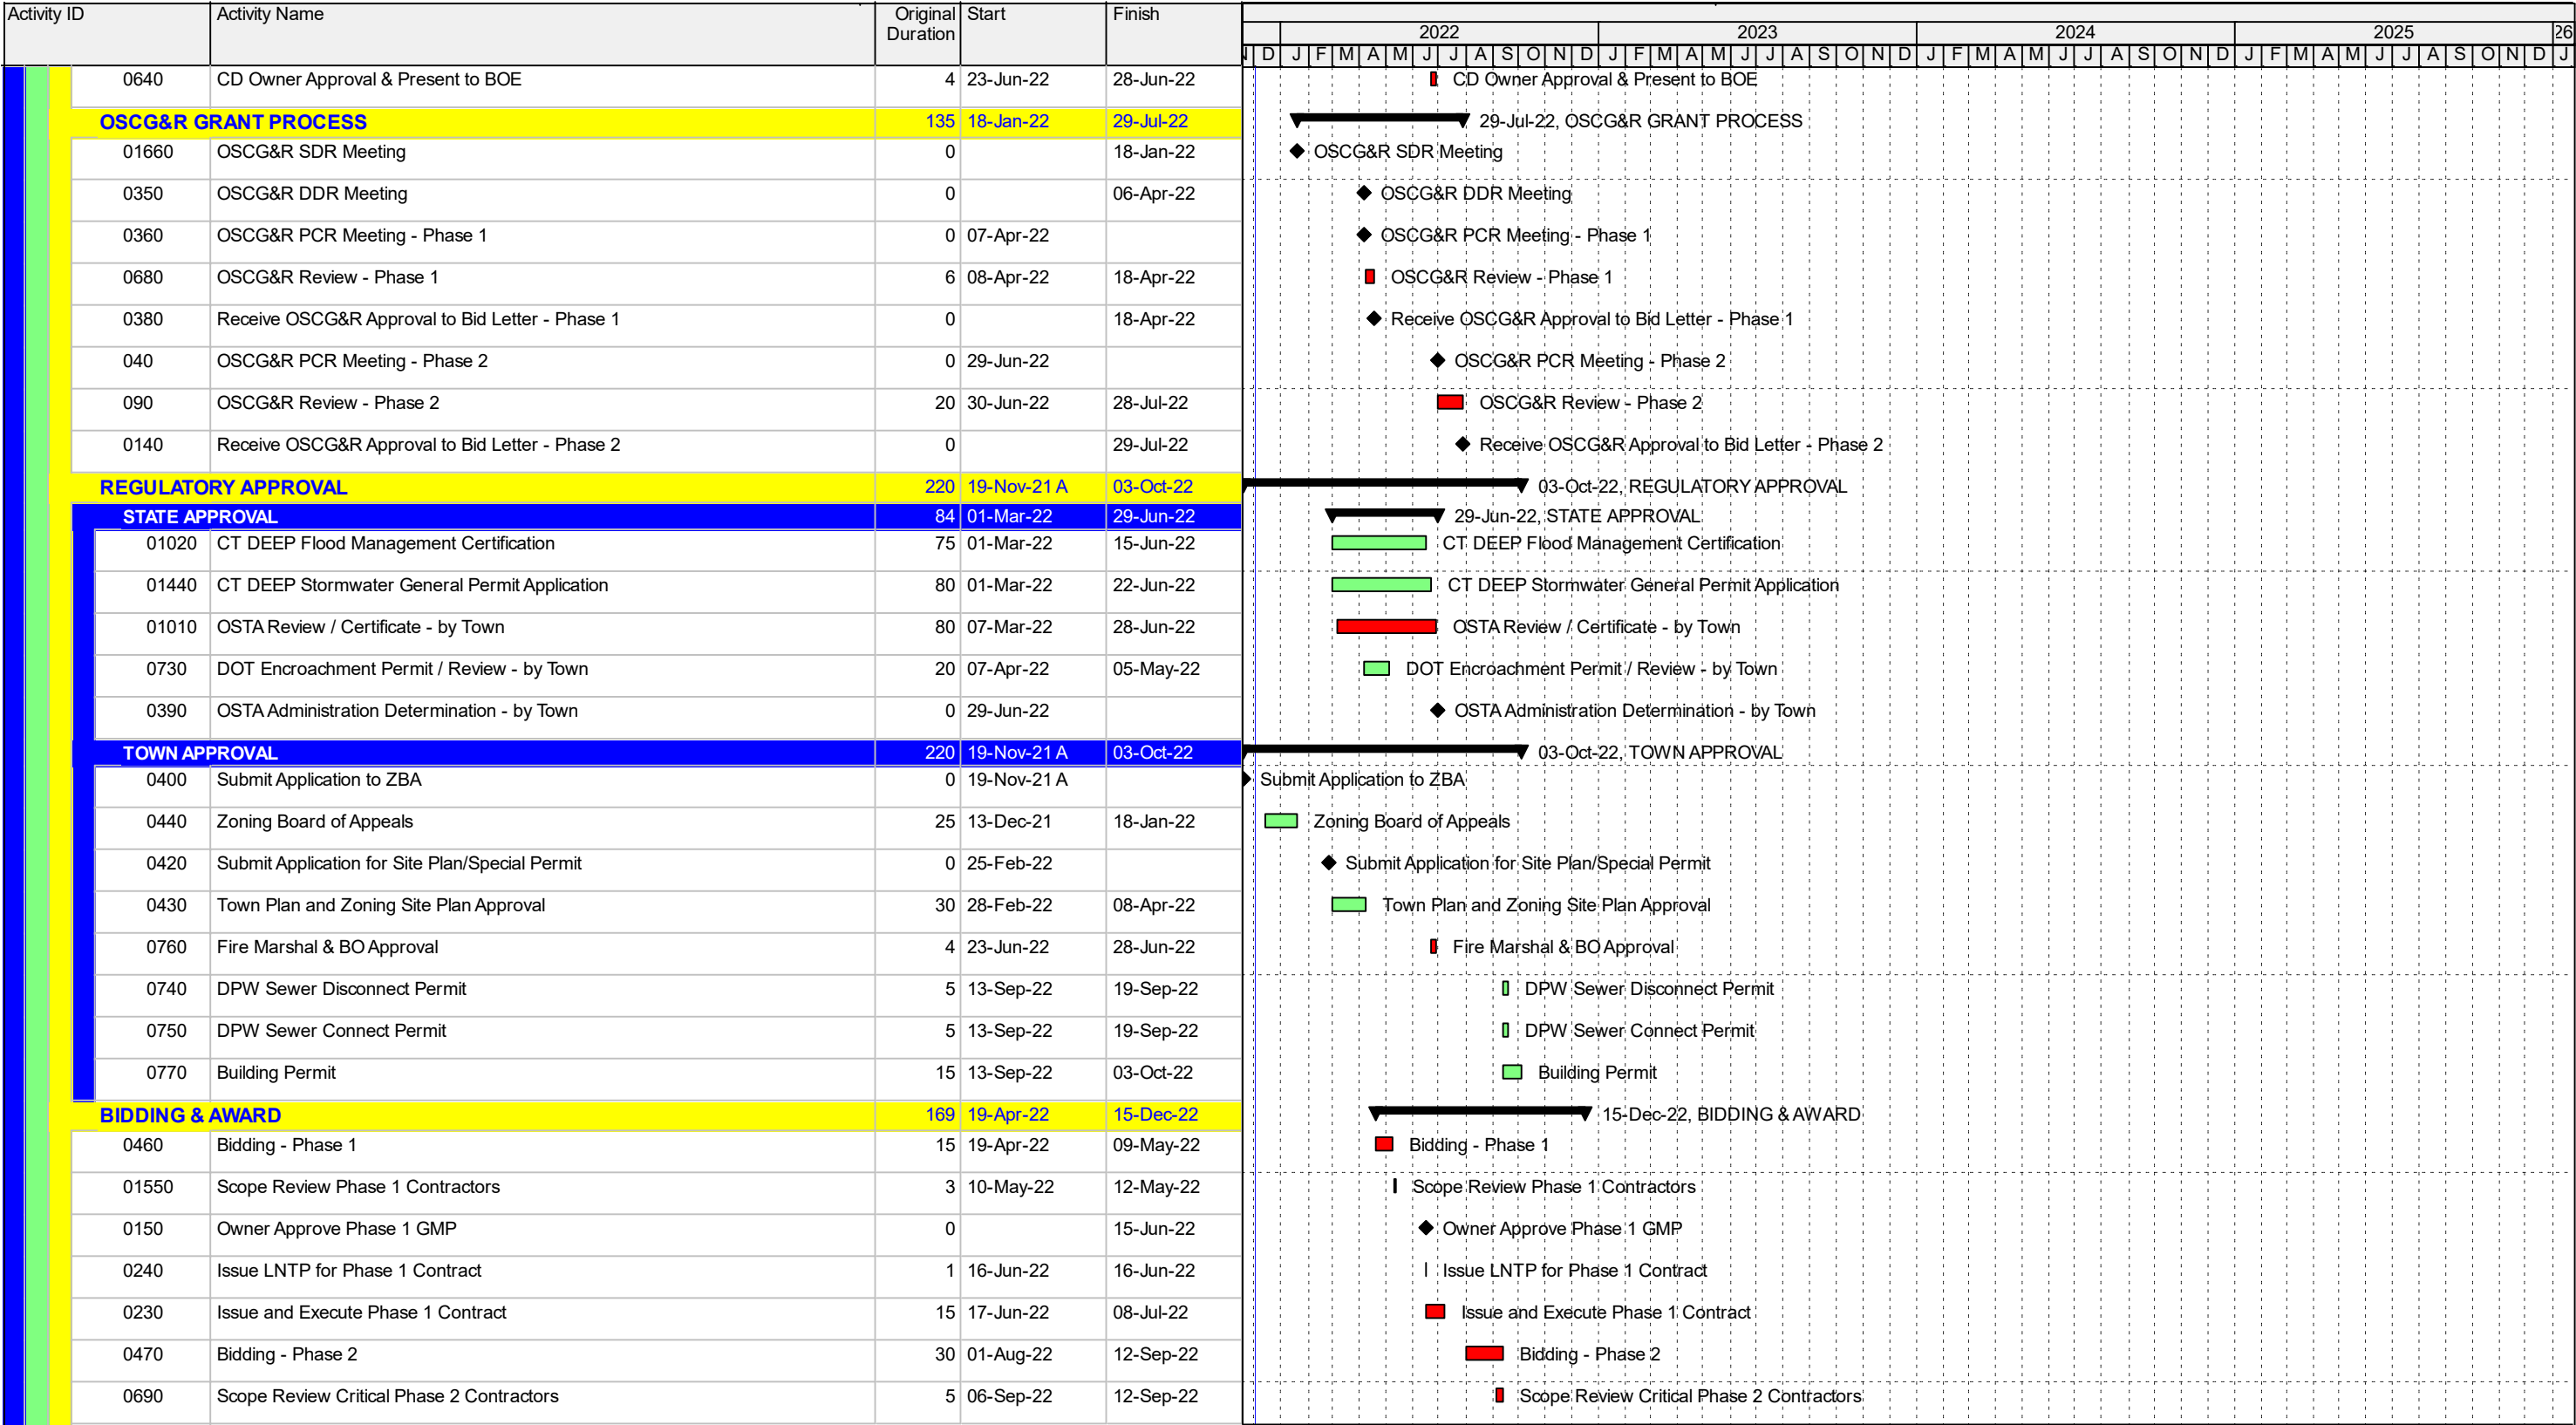 Activity ID Activity Name Original Duration Start Finish
2022 2023 2024 2025 26
N D J F M A M J J A S O N D J F M A M J J A S O N D J F M A M J J A S O N D J F M A M J J A S O N D J
0640 CD Owner Approval & Present to BOE 4 23-Jun-22 28-Jun-22 CD Owner Approval & Present to BOE
OSCG&R GRANT PROCESS 135 18-Jan-22 29-Jul-22 29-Jul-22, OSCG&R GRANT PROCESS
01660 OSCG&R SDR Meeting 0 18-Jan-22 OSCG&R SDR Meeting
0350 OSCG&R DDR Meeting 0 06-Apr-22 OSCG&R DDR Meeting
0360 OSCG&R PCR Meeting - Phase 1 0 07-Apr-22 OSCG&R PCR Meeting - Phase 1
0680 OSCG&R Review - Phase 1 6 08-Apr-22 18-Apr-22 OSCG&R Review - Phase 1
0380 Receive OSCG&R Approval to Bid Letter - Phase 1 0 18-Apr-22 Receive OSCG&R Approval to Bid Letter - Phase 1
040 OSCG&R PCR Meeting - Phase 2 0 29-Jun-22 OSCG&R PCR Meeting - Phase 2
090 OSCG&R Review - Phase 2 20 30-Jun-22 28-Jul-22 OSCG&R Review - Phase 2
0140 Receive OSCG&R Approval to Bid Letter - Phase 2 0 29-Jul-22 Receive OSCG&R Approval to Bid Letter - Phase 2
REGULATORY APPROVAL 220 19-Nov-21 A 03-Oct-22 03-Oct-22, REGULATORY APPROVAL
STATE APPROVAL 84 01-Mar-22 29-Jun-22 29-Jun-22, STATE APPROVAL
01020 CT DEEP Flood Management Certification 75 01-Mar-22 15-Jun-22 CT DEEP Flood Management Certification
01440 CT DEEP Stormwater General Permit Application 80 01-Mar-22 22-Jun-22 CT DEEP Stormwater General Permit Application
01010 OSTA Review / Certificate - by Town 80 07-Mar-22 28-Jun-22 OSTA Review / Certificate - by Town
0730 DOT Encroachment Permit / Review - by Town 20 07-Apr-22 05-May-22 DOT Encroachment Permit / Review - by Town
0390 OSTA Administration Determination - by Town 0 29-Jun-22 OSTA Administration Determination - by Town
TOWN APPROVAL 220 19-Nov-21 A 03-Oct-22 03-Oct-22, TOWN APPROVAL
0400 Submit Application to ZBA 0 19-Nov-21 A Submit Application to ZBA
0440 Zoning Board of Appeals 25 13-Dec-21 18-Jan-22 Zoning Board of Appeals
0420 Submit Application for Site Plan/Special Permit 0 25-Feb-22 Submit Application for Site Plan/Special Permit
0430 Town Plan and Zoning Site Plan Approval 30 28-Feb-22 08-Apr-22 Town Plan and Zoning Site Plan Approval
0760 Fire Marshal & BO Approval 4 23-Jun-22 28-Jun-22 Fire Marshal & BO Approval
0740 DPW Sewer Disconnect Permit 5 13-Sep-22 19-Sep-22 DPW Sewer Disconnect Permit
0750 DPW Sewer Connect Permit 5 13-Sep-22 19-Sep-22 DPW Sewer Connect Permit
0770 Building Permit 15 13-Sep-22 03-Oct-22 Building Permit
BIDDING & AWARD 169 19-Apr-22 15-Dec-22 15-Dec-22, BIDDING & AWARD
0460 Bidding - Phase 1 15 19-Apr-22 09-May-22 Bidding - Phase 1
01550 Scope Review Phase 1 Contractors 3 10-May-22 12-May-22 Scope Review Phase 1 Contractors
0150 Owner Approve Phase 1 GMP 0 15-Jun-22 Owner Approve Phase 1 GMP
0240 Issue LNTP for Phase 1 Contract 1 16-Jun-22 16-Jun-22 Issue LNTP for Phase 1 Contract
0230 Issue and Execute Phase 1 Contract 15 17-Jun-22 08-Jul-22 Issue and Execute Phase 1 Contract
0470 Bidding - Phase 2 30 01-Aug-22 12-Sep-22 Bidding - Phase 2
0690 Scope Review Critical Phase 2 Contractors 5 06-Sep-22 12-Sep-22 Scope Review Critical Phase 2 Contractors